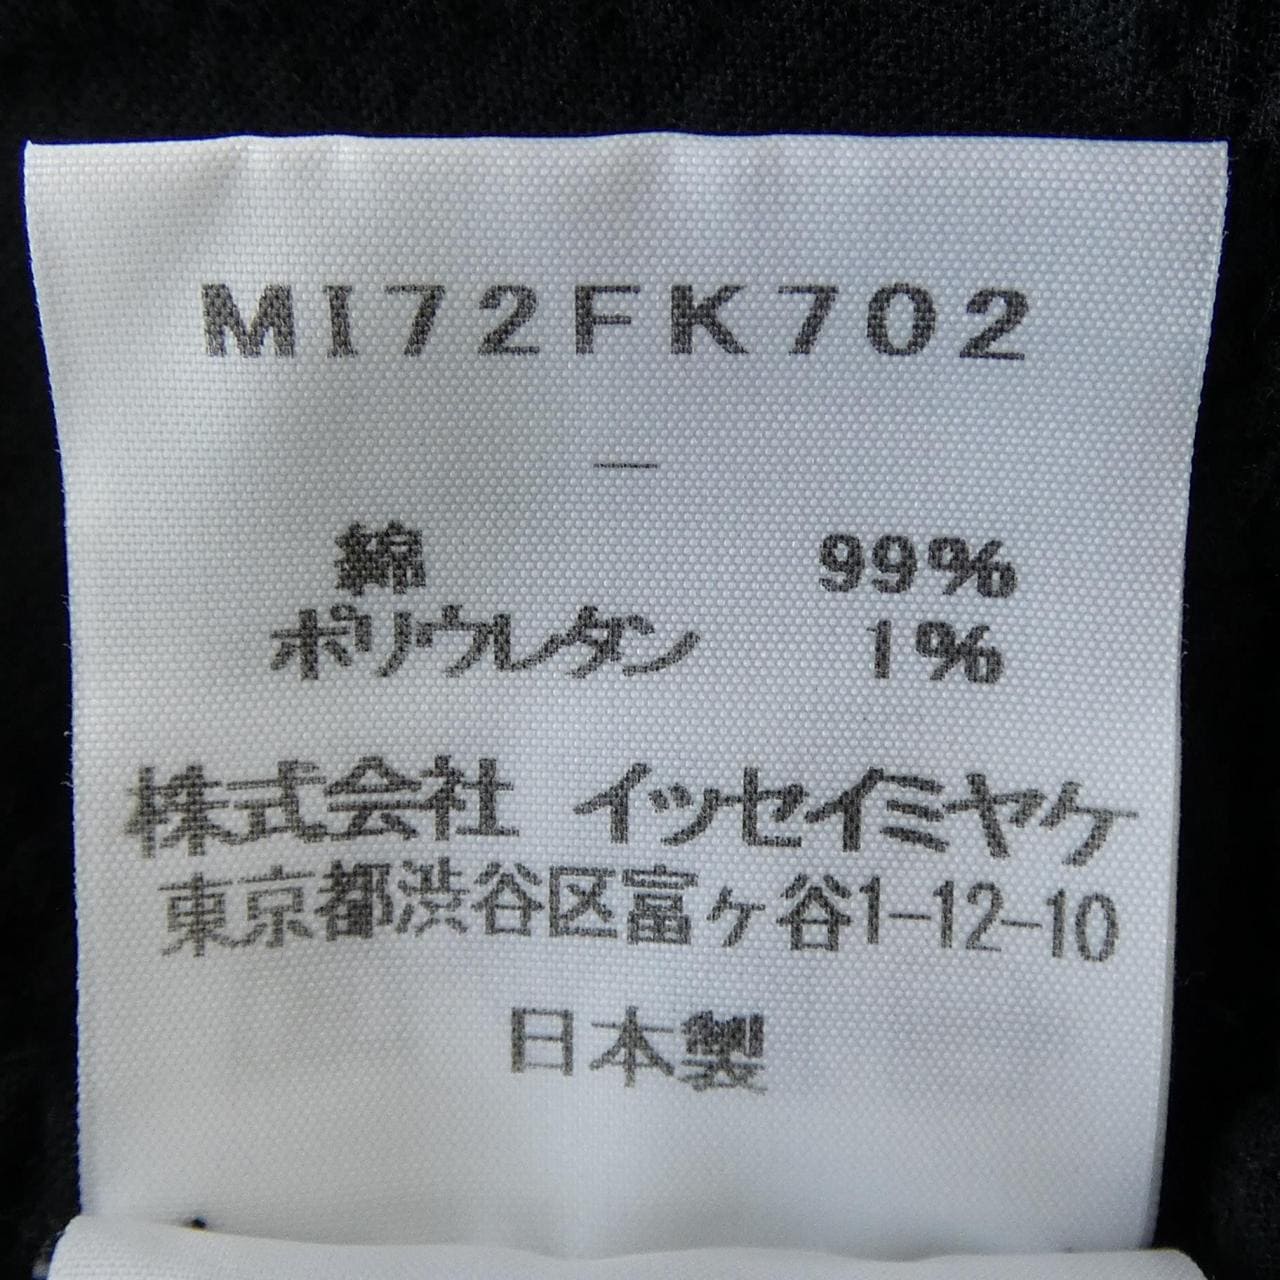 MI72FK702
—
綿 99%
ポリウレタン 1%
株式会社 イッセイミヤケ
東京都渋谷区富ヶ谷1-12-10
日本製